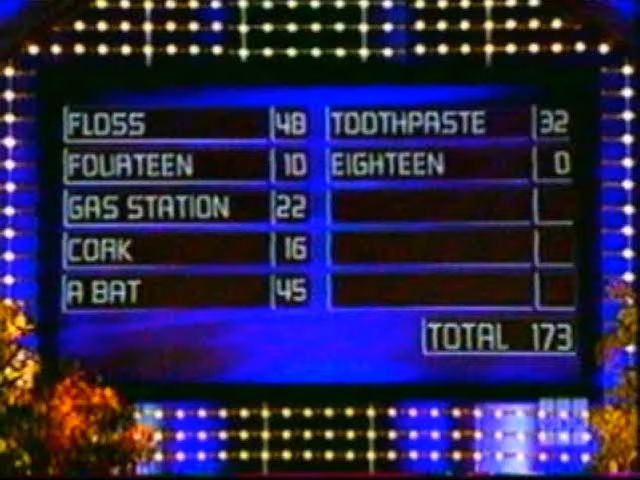 FLOSS 48 TOOTHPASTE 32
FOURTEEN 10 EIGHTEEN 0
GAS STATION 22
CORK 16
A BAT 45
TOTAL 173